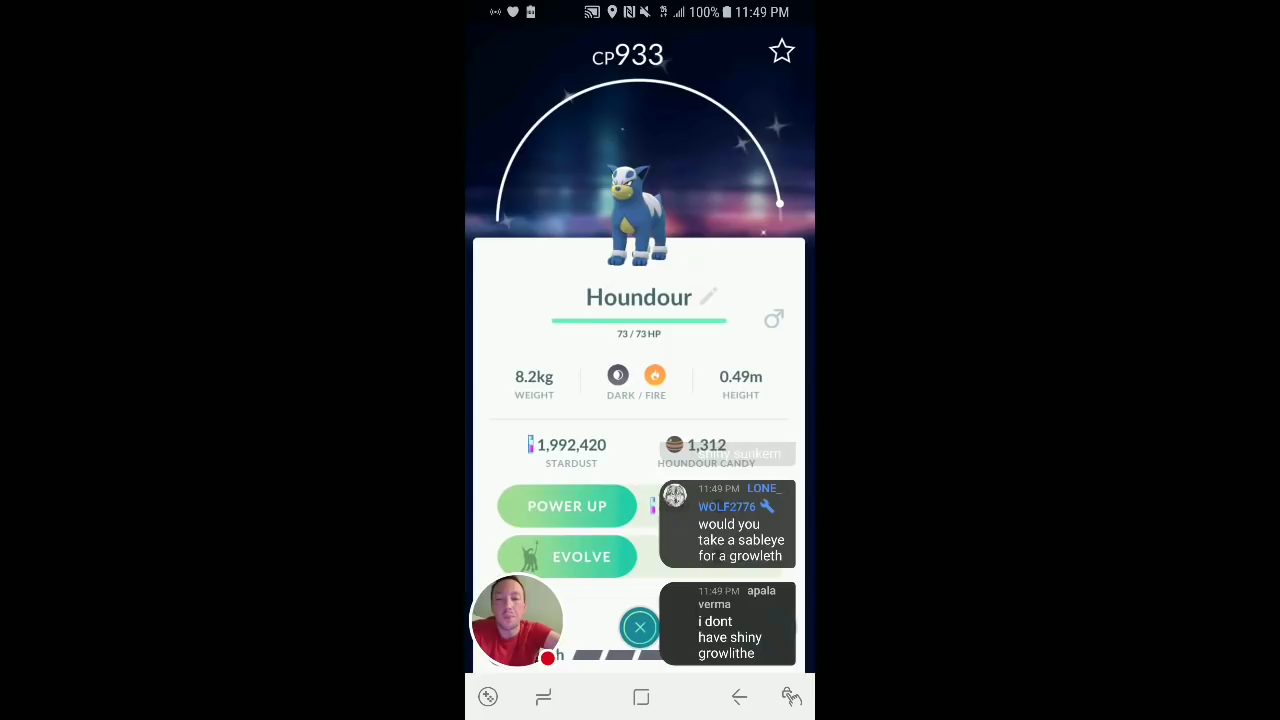 100% 11:49 PM
CP933
Houndour
73 / 73 HP
8.2kg
WEIGHT
DARK / FIRE
0.49m
HEIGHT
1,992,420
STARDUST
1,312
HOUNDOUR CANDY
shiny sunkern
POWER UP
EVOLVE
11:49 PM LONE_
WOLF2776
would you
take a sableye
for a growleth
11:49 PM apala
verma
i dont
have shiny
growlithe
h